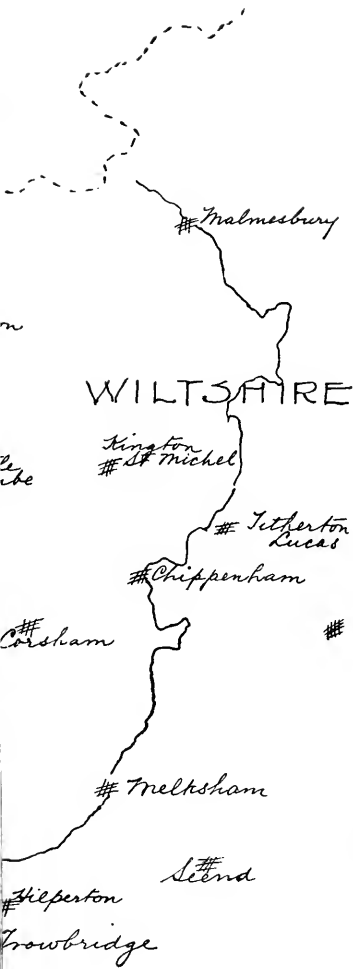 Malmesbury
WILTSHIRE
Kington
St Michel
Titherton
Lucas
Chippenham
Corsham
Melksham
Seend
Hilperton
Trowbridge